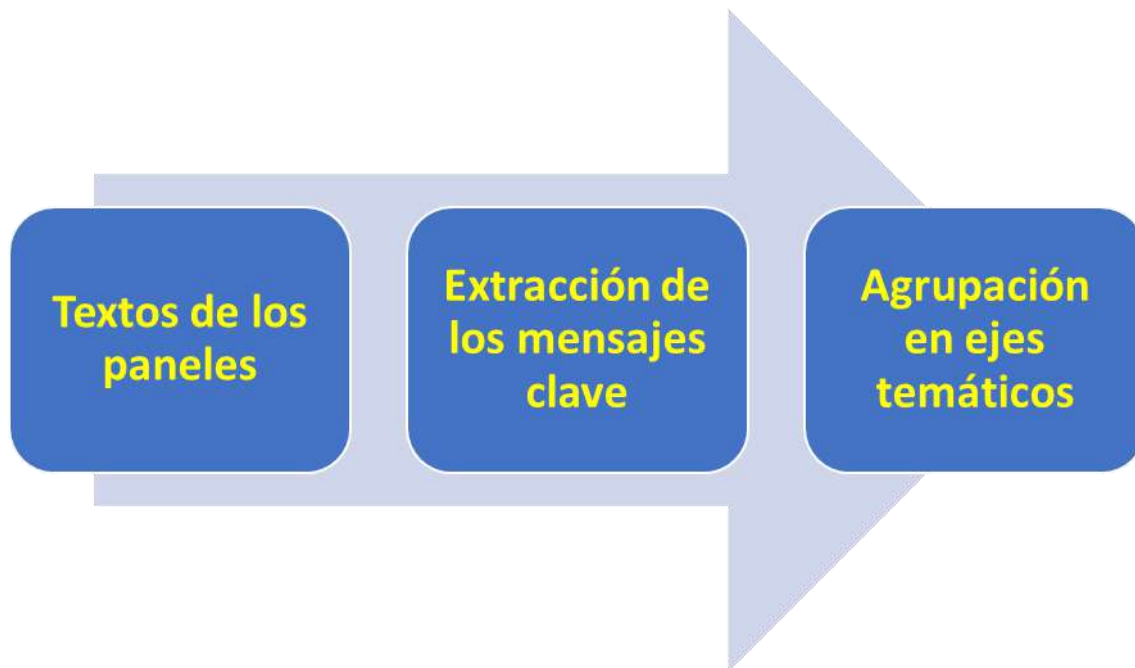 Textos de los
paneles
Extracción de
los mensajes
clave
Agrupación
en ejes
temáticos